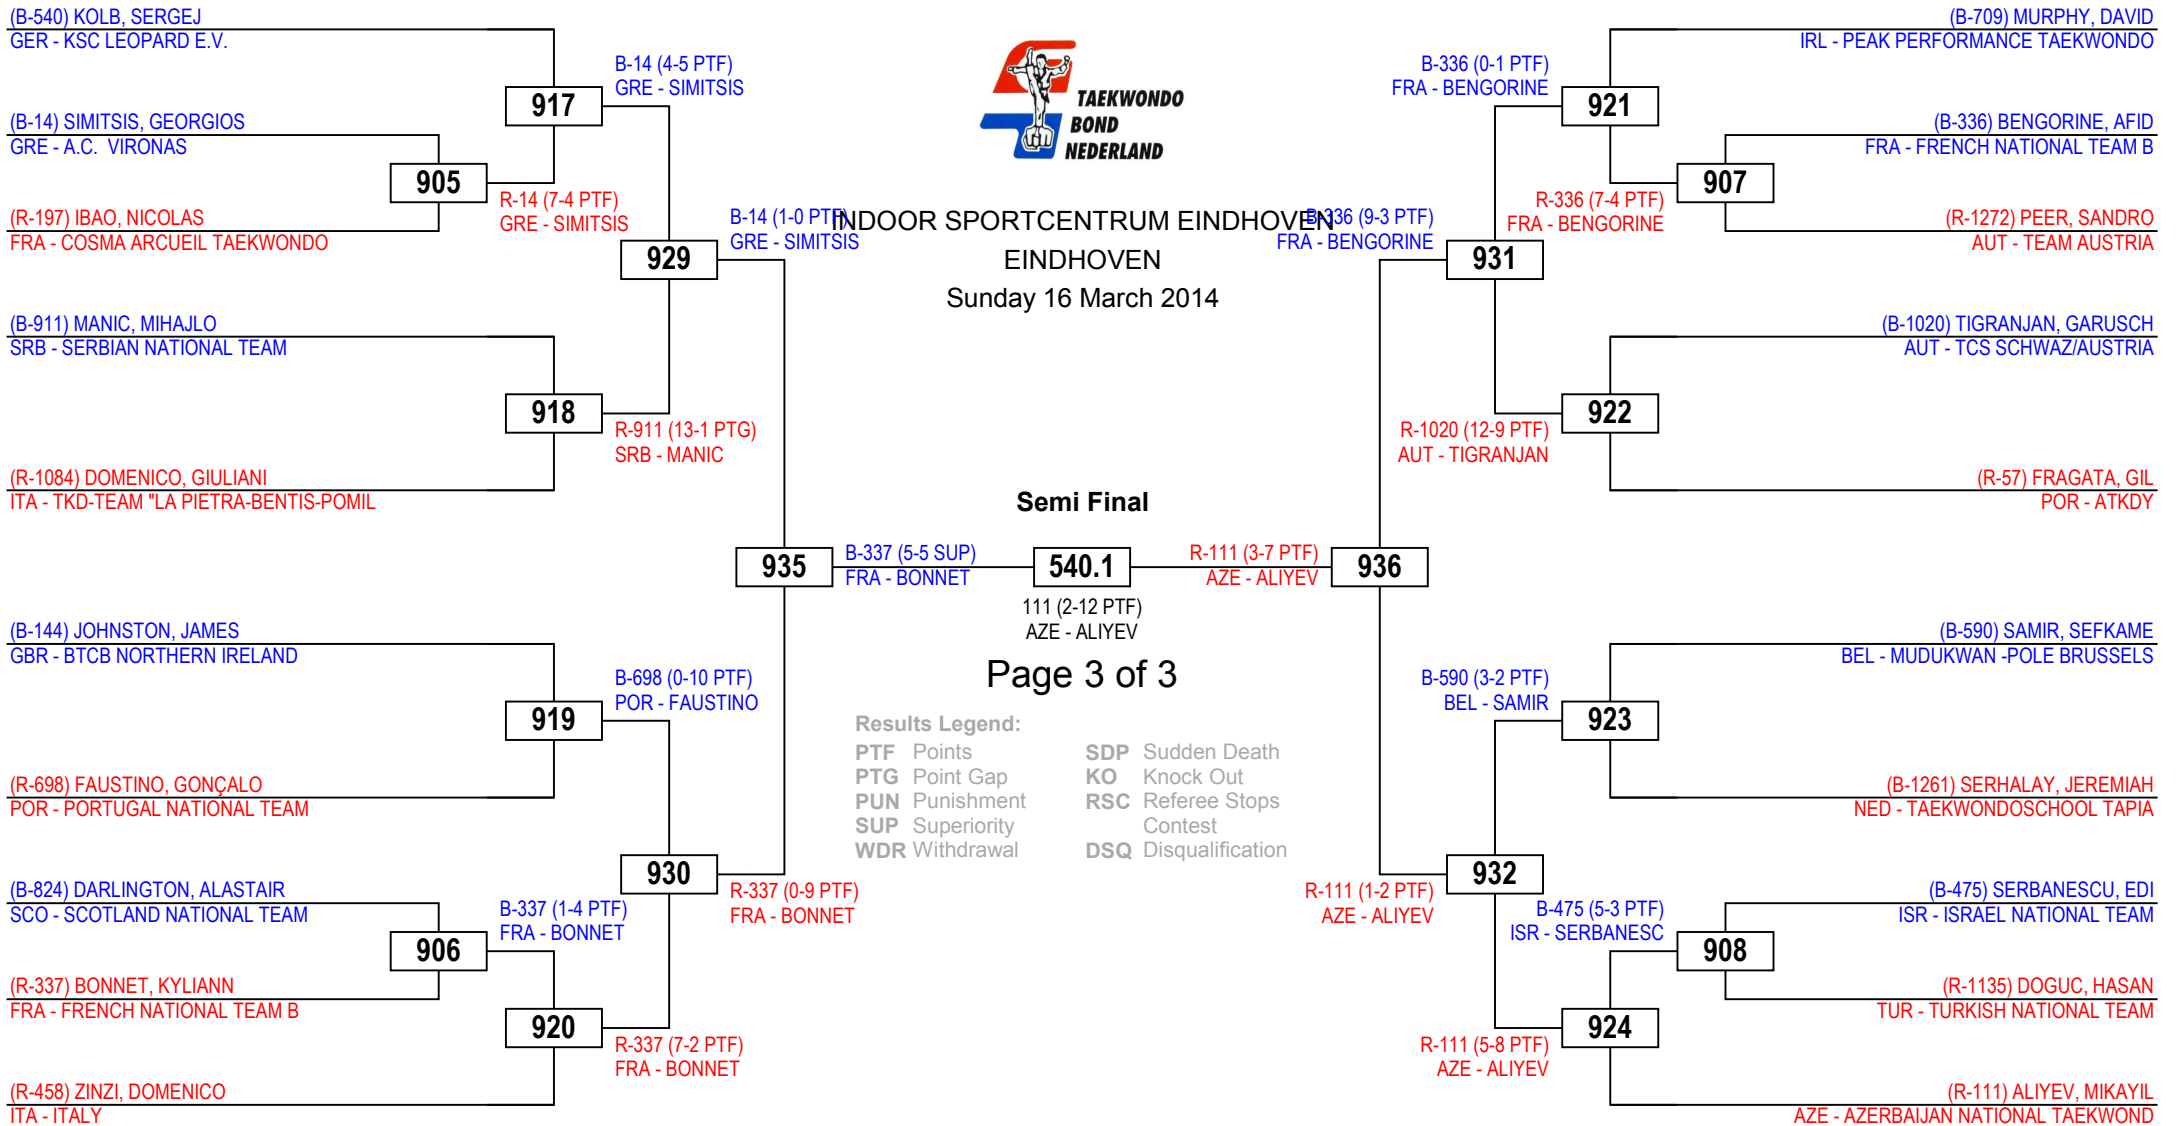 (B-540) KOLB, SERGEJ
GER - KSC LEOPARD E.V.
(B-14) SIMITSIS, GEORGIOS
GRE - A.C. VIRONAS
(R-197) IBAO, NICOLAS
FRA - COSMA ARCUEIL TAEKWONDO
(B-911) MANIC, MIHAJLO
SRB - SERBIAN NATIONAL TEAM
(R-1084) DOMENICO, GIULIANI
ITA - TKD-TEAM "LA PIETRA-BENTIS-POMIL
(B-144) JOHNSTON, JAMES
GBR - BTCB NORTHERN IRELAND
(R-698) FAUSTINO, GONÇALO
POR - PORTUGAL NATIONAL TEAM
(B-824) DARLINGTON, ALASTAIR
SCO - SCOTLAND NATIONAL TEAM
(R-337) BONNET, KYLIANN
FRA - FRENCH NATIONAL TEAM B
(R-458) ZINZI, DOMENICO
ITA - ITALY
905
R-14 (7-4 PTF)
GRE - SIMITSIS
906
B-337 (1-4 PTF)
FRA - BONNET
917
B-14 (4-5 PTF)
GRE - SIMITSIS
918
R-911 (13-1 PTG)
SRB - MANIC
919
B-698 (0-10 PTF)
POR - FAUSTINO
920
R-337 (7-2 PTF)
FRA - BONNET
929
B-14 (1-0 PTF)
GRE - SIMITSIS
930
R-337 (0-9 PTF)
FRA - BONNET
935
B-337 (5-5 SUP)
FRA - BONNET
TAEKWONDO
BOND
NEDERLAND
INDOOR SPORTCENTRUM EINDHOVEN
EINDHOVEN
Sunday 16 March 2014
Semi Final
540.1
111 (2-12 PTF)
AZE - ALIYEV
Page 3 of 3
Results Legend:
PTF Points
PTG Point Gap
PUN Punishment
SUP Superiority
WDR Withdrawal
SDP Sudden Death
KO Knock Out
RSC Referee Stops
Contest
DSQ Disqualification
R-111 (3-7 PTF)
AZE - ALIYEV
936
B-336 (9-3 PTF)
FRA - BENGORINE
931
R-111 (1-2 PTF)
AZE - ALIYEV
932
B-336 (0-1 PTF)
FRA - BENGORINE
921
R-1020 (12-9 PTF)
AUT - TIGRANJAN
922
B-590 (3-2 PTF)
BEL - SAMIR
923
R-111 (5-8 PTF)
AZE - ALIYEV
924
R-336 (7-4 PTF)
FRA - BENGORINE
907
B-475 (5-3 PTF)
ISR - SERBANESC
908
(B-709) MURPHY, DAVID
IRL - PEAK PERFORMANCE TAEKWONDO
(B-336) BENGORINE, AFID
FRA - FRENCH NATIONAL TEAM B
(R-1272) PEER, SANDRO
AUT - TEAM AUSTRIA
(B-1020) TIGRANJAN, GARUSCH
AUT - TCS SCHWAZ/AUSTRIA
(R-57) FRAGATA, GIL
POR - ATKDY
(B-590) SAMIR, SEFKAME
BEL - MUDUKWAN -POLE BRUSSELS
(B-1261) SERHALAY, JEREMIAH
NED - TAEKWONDOSCHOOL TAPIA
(B-475) SERBANESCU, EDI
ISR - ISRAEL NATIONAL TEAM
(R-1135) DOGUC, HASAN
TUR - TURKISH NATIONAL TEAM
(R-111) ALIYEV, MIKAYIL
AZE - AZERBAIJAN NATIONAL TAEKWOND